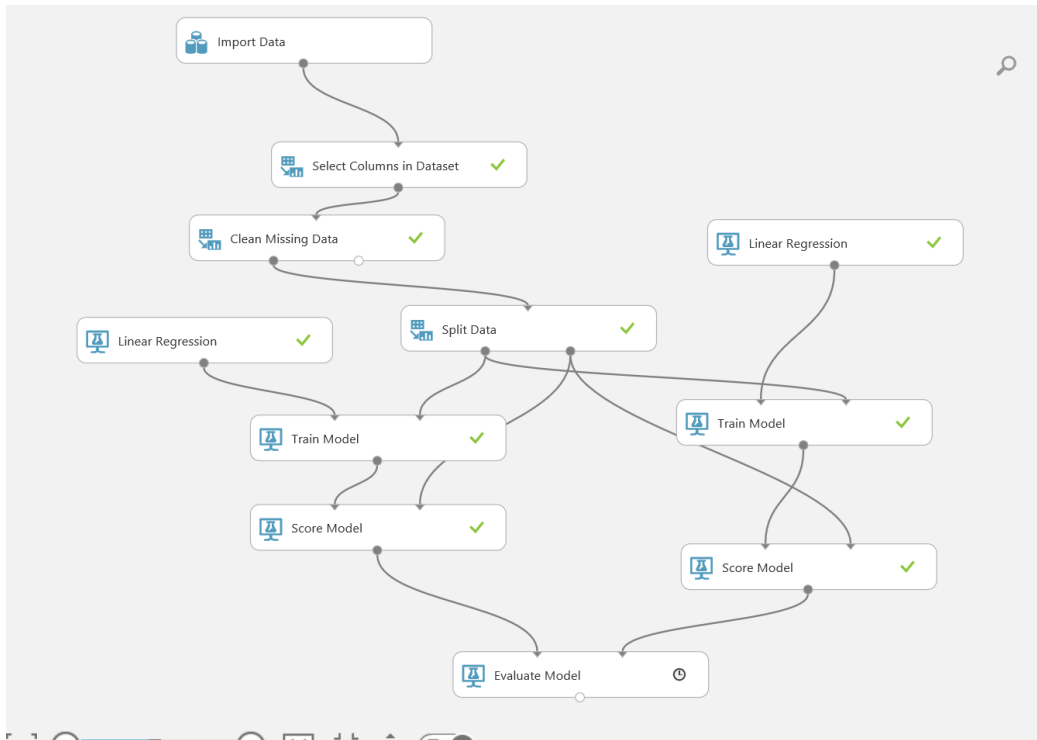 Import Data
Select Columns in Dataset
Clean Missing Data
Linear Regression
Split Data
Linear Regression
Train Model
Train Model
Score Model
Score Model
Evaluate Model